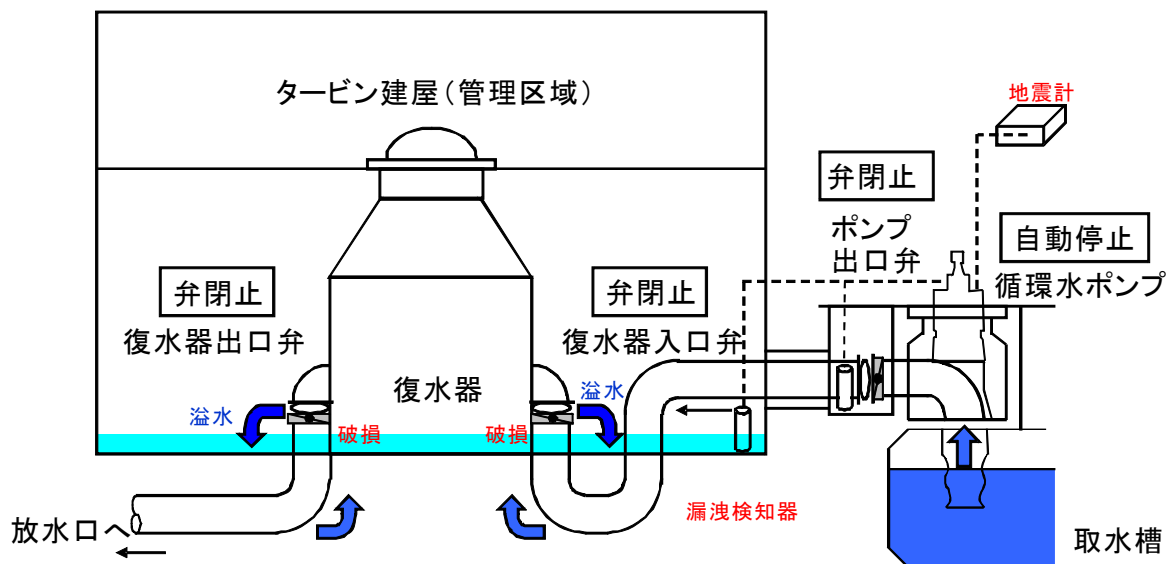 タービン建屋(管理区域)
地震計
弁閉止
ポンプ
出口弁
自動停止
循環水ポンプ
弁閉止
復水器出口弁
弁閉止
復水器入口弁
復水器
溢水
溢水
破損
破損
漏洩検知器
放水口へ
取水槽